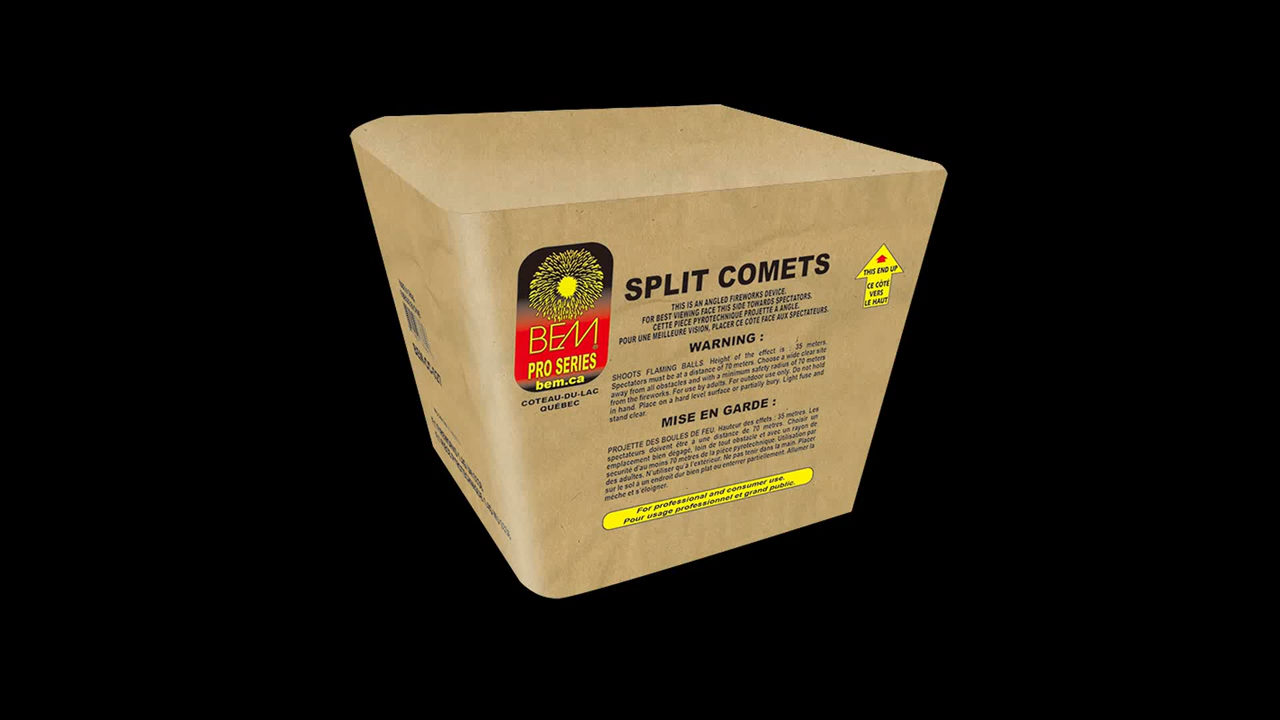 BEM
PRO SERIES
bem.ca
COTEAU-DU-LAC
QUÉBEC
SPLIT COMETS
THIS IS AN ANGLED FIREWORKS DEVICE.
FOR BEST VIEWING FACE THIS SIDE TOWARDS SPECTATORS.
CETTE PIÈCE PYROTECHNIQUE PROJETTE À ANGLE.
POUR UNE MEILLEURE VISION, PLACER CE CÔTÉ FACE AUX SPECTATEURS.
WARNING :
SHOOTS FLAMING BALLS. Height of the effect is : 35 meters.
Spectators must be at a distance of 70 meters. Choose a wide clear site
away from all obstacles and with a minimum safety radius of 70 meters
from the fireworks. For use by adults. For outdoor use only. Do not hold
in hand. Place on a hard level surface or partially bury. Light fuse and
stand clear.
MISE EN GARDE :
PROJETTE DES BOULES DE FEU. Hauteur des effets : 35 mètres. Les
spectateurs doivent être à une distance de 70 mètres. Choisir un
emplacement bien dégagé, loin de tout obstacle et avec un rayon de
securité d'au moins 70 mètres de la pièce pyrotechnique. Utilisation par
des adultes. N'utiliser qu'à l'extérieur. Ne pas tenir dans la main. Placer
sur le sol à un endroit dur bien plat ou enterrer partiellement. Allumer la
mèche et s'éloigner.
For professional and consumer use.
Pour usage professionnel et grand public.
THIS END UP
CE CÔTÉ
VERS
LE HAUT